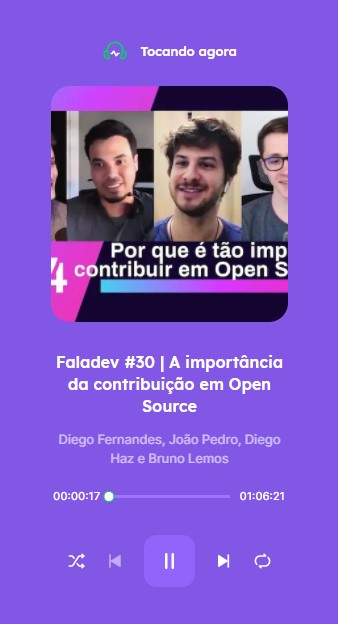 Tocando agora
Por que é tão imp
contribuir em Open S
4
Faladev #30 | A importância
da contribuição em Open
Source
Diego Fernandes, João Pedro, Diego
Haz e Bruno Lemos
00:00:17 01:06:21